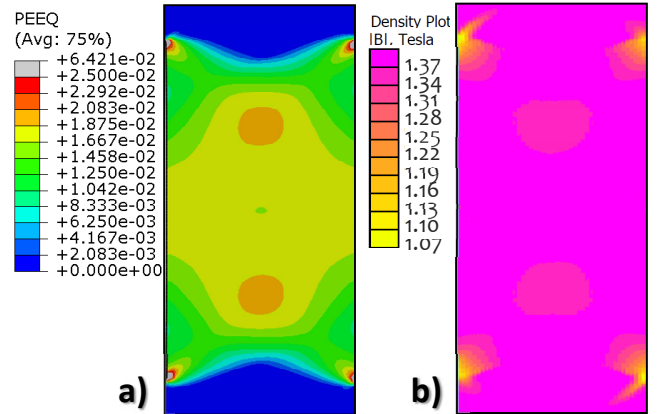 PEEQ
(Avg: 75%)
+6.421e-02
+2.500e-02
+2.292e-02
+2.083e-02
+1.875e-02
+1.667e-02
+1.458e-02
+1.250e-02
+1.042e-02
+8.333e-03
+6.250e-03
+4.167e-03
+2.083e-03
+0.000e+00
a)
Density Plot
|B|, Tesla
1.37
1.34
1.31
1.28
1.25
1.22
1.19
1.16
1.13
1.10
1.07
b)